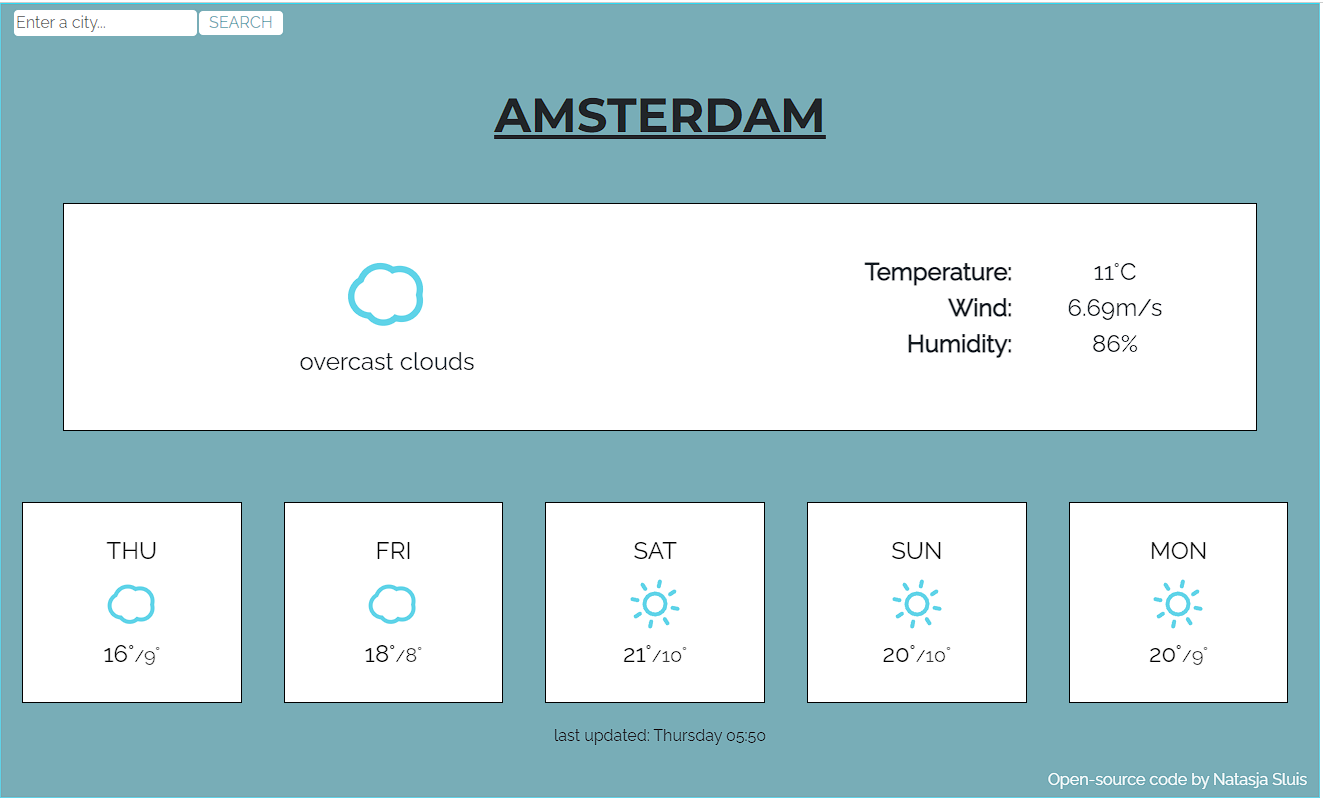 Enter a city... SEARCH
AMSTERDAM
Temperature: 11°C
Wind: 6.69m/s
overcast clouds
Humidity: 86%
THU FRI SAT SUN MON
16°/9° 18°/8° 21°/10° 20°/10° 20°/9°
last updated: Thursday 05:50
Open-source code by Natasja Sluis